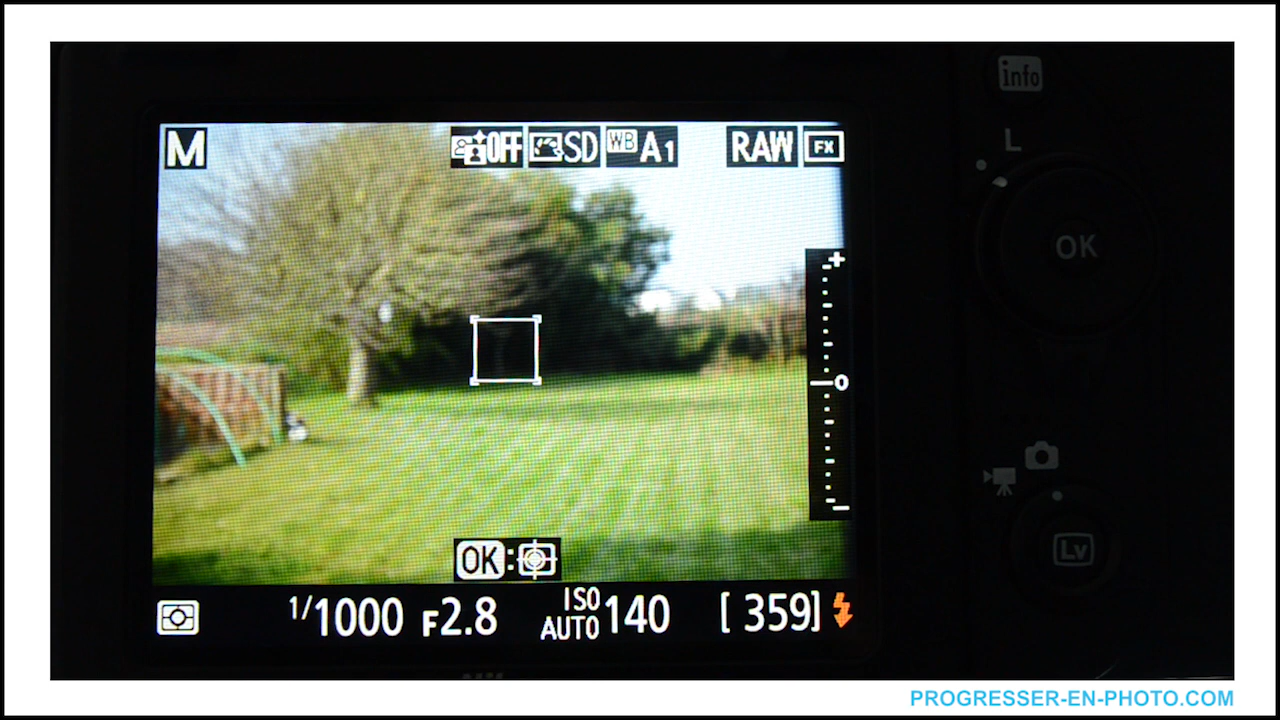 info
L
M
OFF SD WB A1 RAW FX
OK
+
0
Lv
OK:
1/1000 F2.8 ISO AUTO 140 [ 359]
PROGRESSER-EN-PHOTO.COM